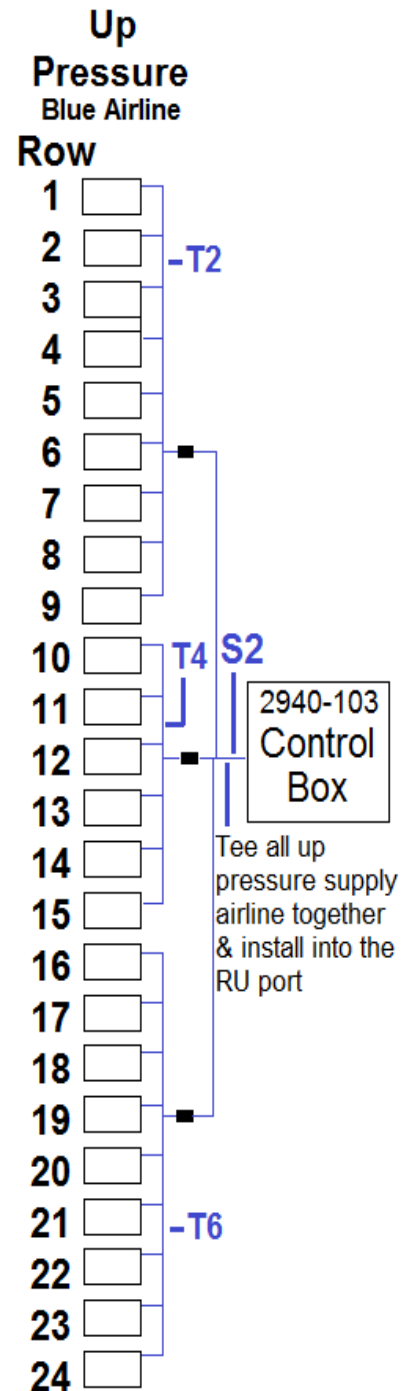 Up
Pressure
Blue Airline
Row
1
2
-T2
3
4
5
6
7
8
9
10
T4
S2
11
2940-103
Control
Box
12
13
14
Tee all up
pressure supply
airline together
& install into the
RU port
15
16
17
18
19
20
21
-T6
22
23
24